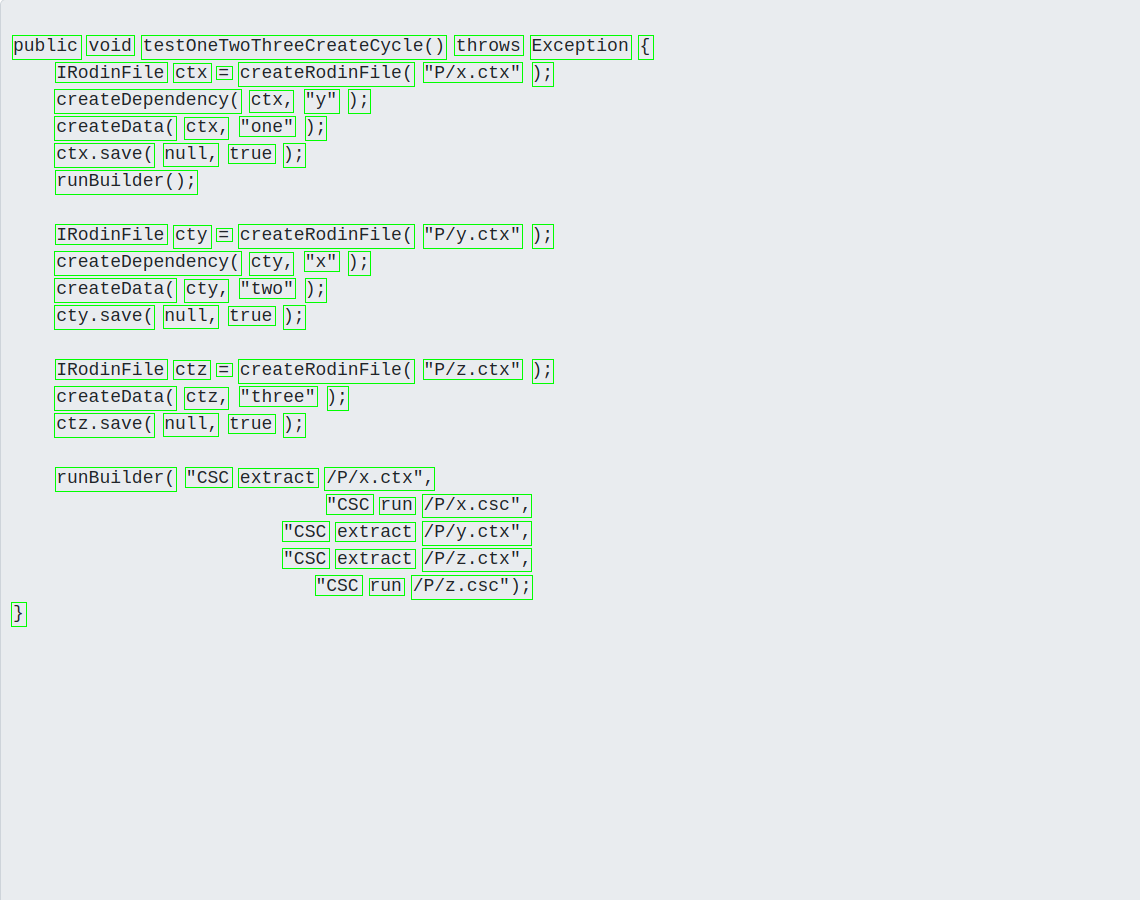 public void testOneTwoThreeCreateCycle() throws Exception {
IRodinFile ctx = createRodinFile( "P/x.ctx" );
createDependency( ctx, "y" );
createData( ctx, "one" );
ctx.save( null, true );
runBuilder();
IRodinFile cty = createRodinFile( "P/y.ctx" );
createDependency( cty, "x" );
createData( cty, "two" );
cty.save( null, true );
IRodinFile ctz = createRodinFile( "P/z.ctx" );
createData( ctz, "three" );
ctz.save( null, true );
runBuilder( "CSC extract /P/x.ctx",
"CSC run /P/x.csc",
"CSC extract /P/y.ctx",
"CSC extract /P/z.ctx",
"CSC run /P/z.csc");
}